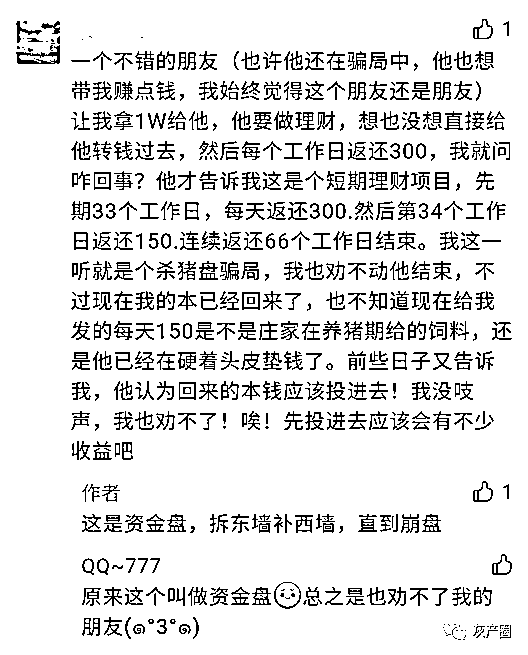 1
一个不错的朋友（也许他还在骗局中，他也想
带我赚点钱，我始终觉得这个朋友还是朋友）
让我拿1W给他，他要做理财，想也没想直接给
他转钱过去，然后每个工作日返还300，我就问
咋回事？他才告诉我这是个短期理财项目，先
期33个工作日，每天返还300.然后第34个工作
日返还150.连续返还66个工作日结束。我这一
听就是个杀猪盘骗局，我也劝不动他结束，不
过现在我的本已经回来了，也不知道现在给我
发的每天150是不是庄家在养猪期给的饲料，还
是他已经在硬着头皮垫钱了。前些日子又告诉
我，他认为回来的本钱应该投进去！我没吱
声，我也劝不了！唉！先投进去应该会有不少
收益吧
作者 1
这是资金盘，拆东墙补西墙，直到崩盘
QQ~777
原来这个叫做资金盘总之是也劝不了我的
朋友(๑°3°๑)
灰产圈